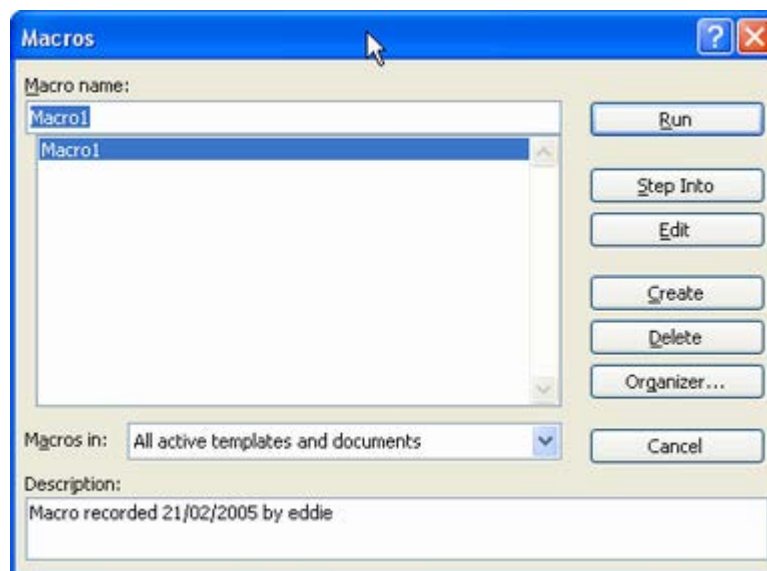 Macros
Macro name:
Macro1
Macro1
Run
Step Into
Edit
Create
Delete
Organizer...
Macros in: All active templates and documents
Cancel
Description:
Macro recorded 21/02/2005 by eddie